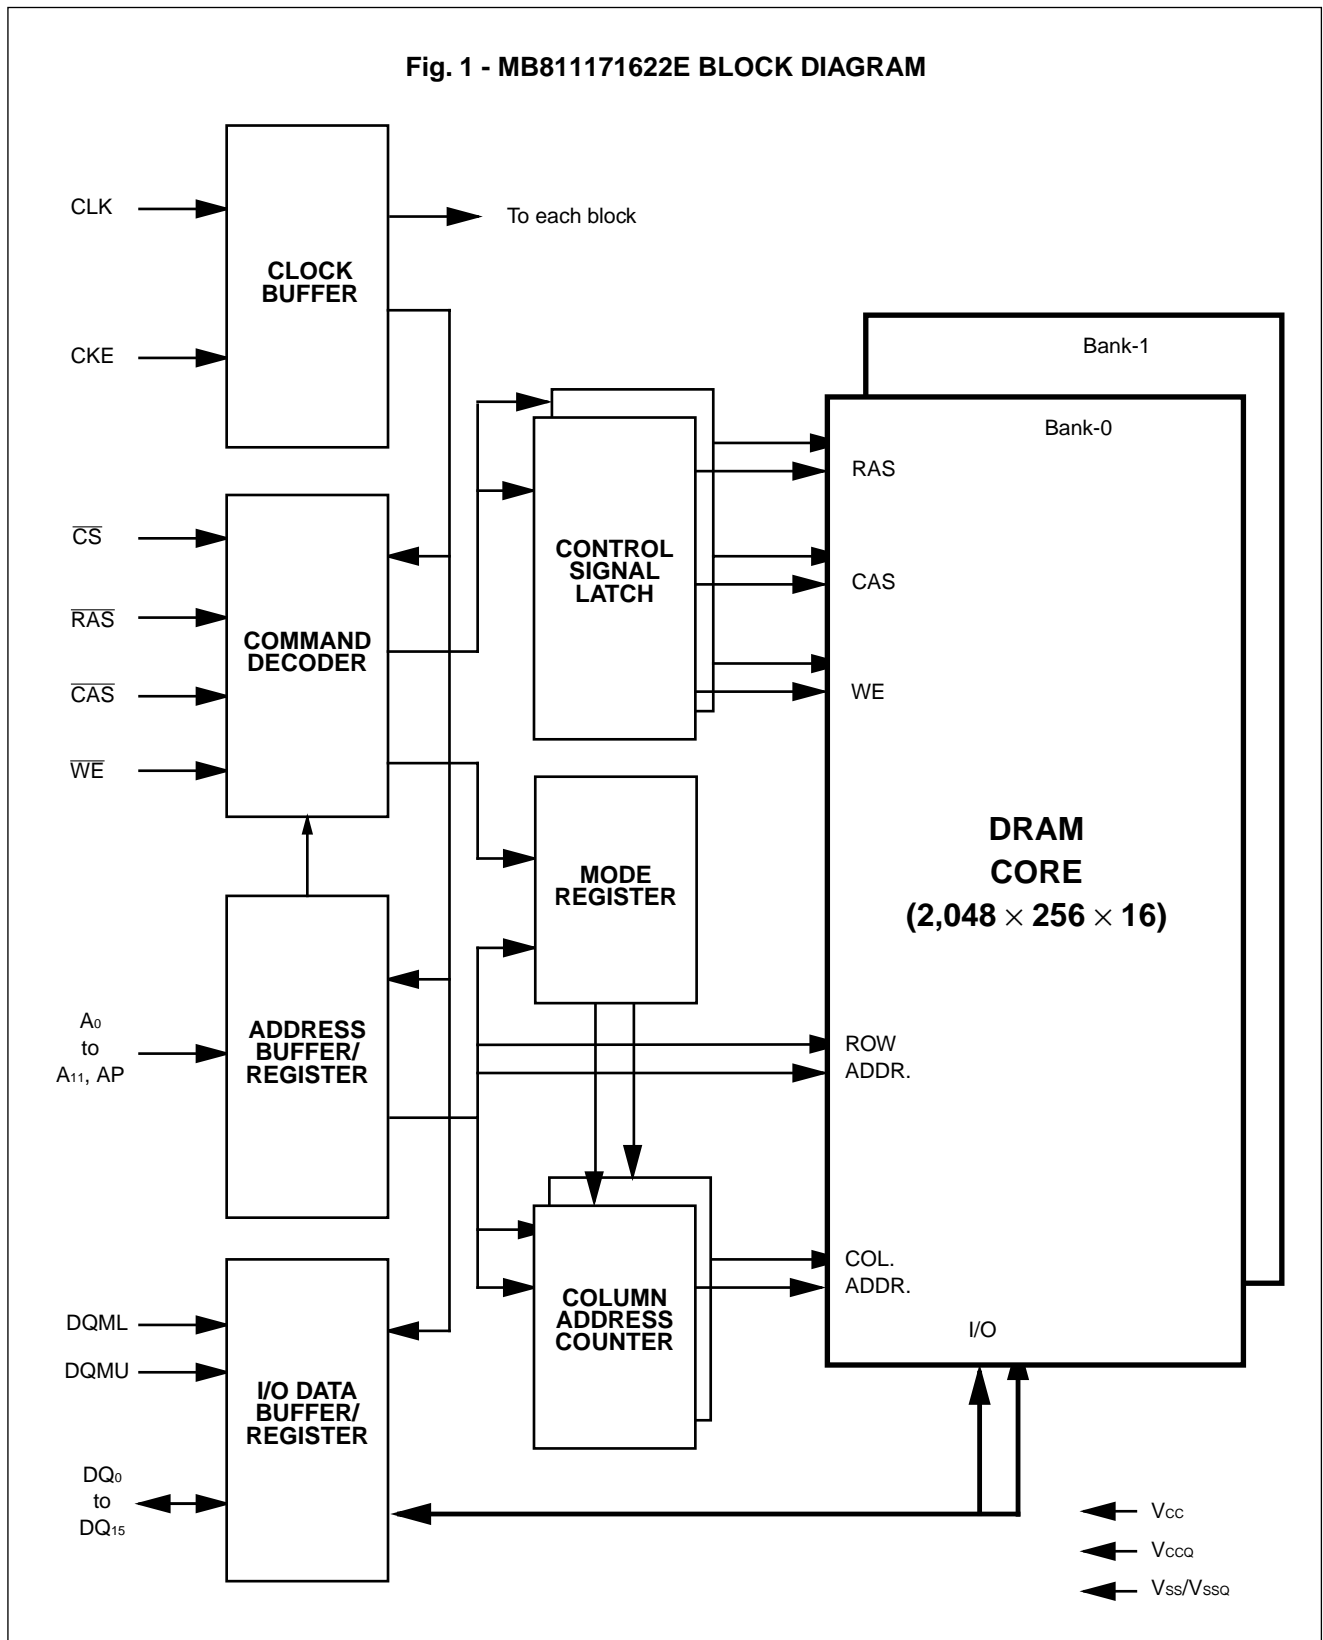 Fig. 1 - MB811171622E BLOCK DIAGRAM
CLK
To each block
CLOCK
BUFFER
CKE
Bank-1
Bank-0
RAS
CS
CONTROL
SIGNAL
LATCH
CAS
RAS
COMMAND
DECODER
CAS
WE
WE
MODE
REGISTER
DRAM
CORE
(2,048 × 256 × 16)
A0
to
A11, AP
ADDRESS
BUFFER/
REGISTER
ROW
ADDR.
COL.
ADDR.
COLUMN
ADDRESS
COUNTER
I/O
DQML
DQMU
I/O DATA
BUFFER/
REGISTER
DQ0
to
DQ15
VCC
VCCQ
VSS/VSSQ